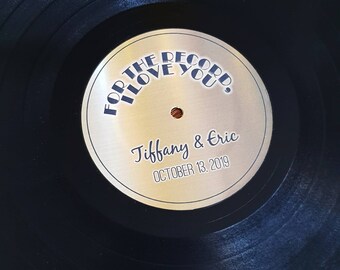 FOR THE RECORD,
I LOVE YOU
Tiffany & Eric
OCTOBER 13, 2019